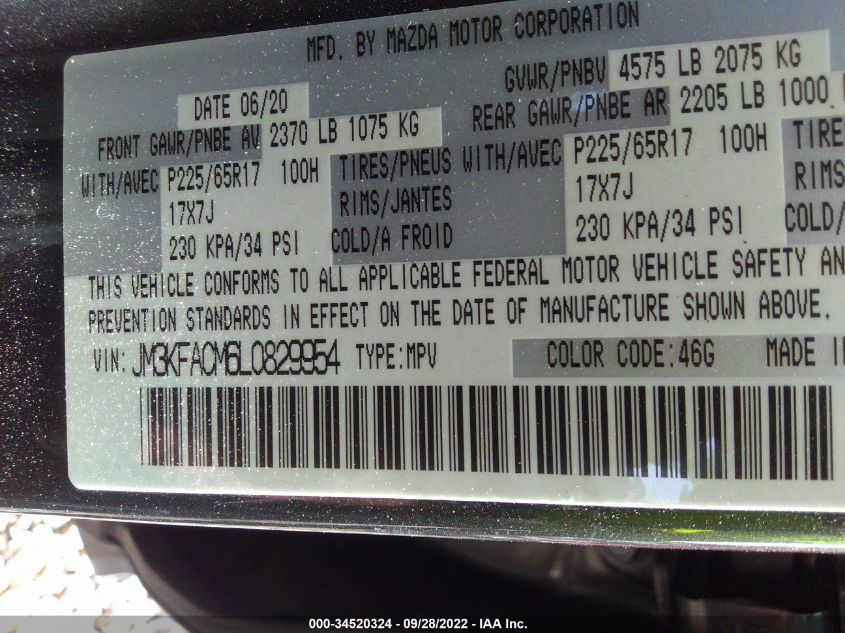 MFD. BY MAZDA MOTOR CORPORATION
DATE 06/20 GVWR/PNBV 4575 LB 2075 KG
FRONT GAWR/PNBE AV 2370 LB 1075 KG REAR GAWR/PNBE AR 2205 LB 1000
WITH/AVEC P225/65R17 100H TIRES/PNEUS WITH/AVEC P225/65R17 100H TIRE
17X7J RIMS/JANTES 17X7J RIMS
230 KPA/34 PSI COLD/A FROID 230 KPA/34 PSI COLD/
THIS VEHICLE CONFORMS TO ALL APPLICABLE FEDERAL MOTOR VEHICLE SAFETY AN
PREVENTION STANDARDS IN EFFECT ON THE DATE OF MANUFACTURE SHOWN ABOVE.
VIN: JM3KFACM6L0829954 TYPE:MPV COLOR CODE:46G MADE I
000-34520324 - 09/28/2022 - IAA Inc.